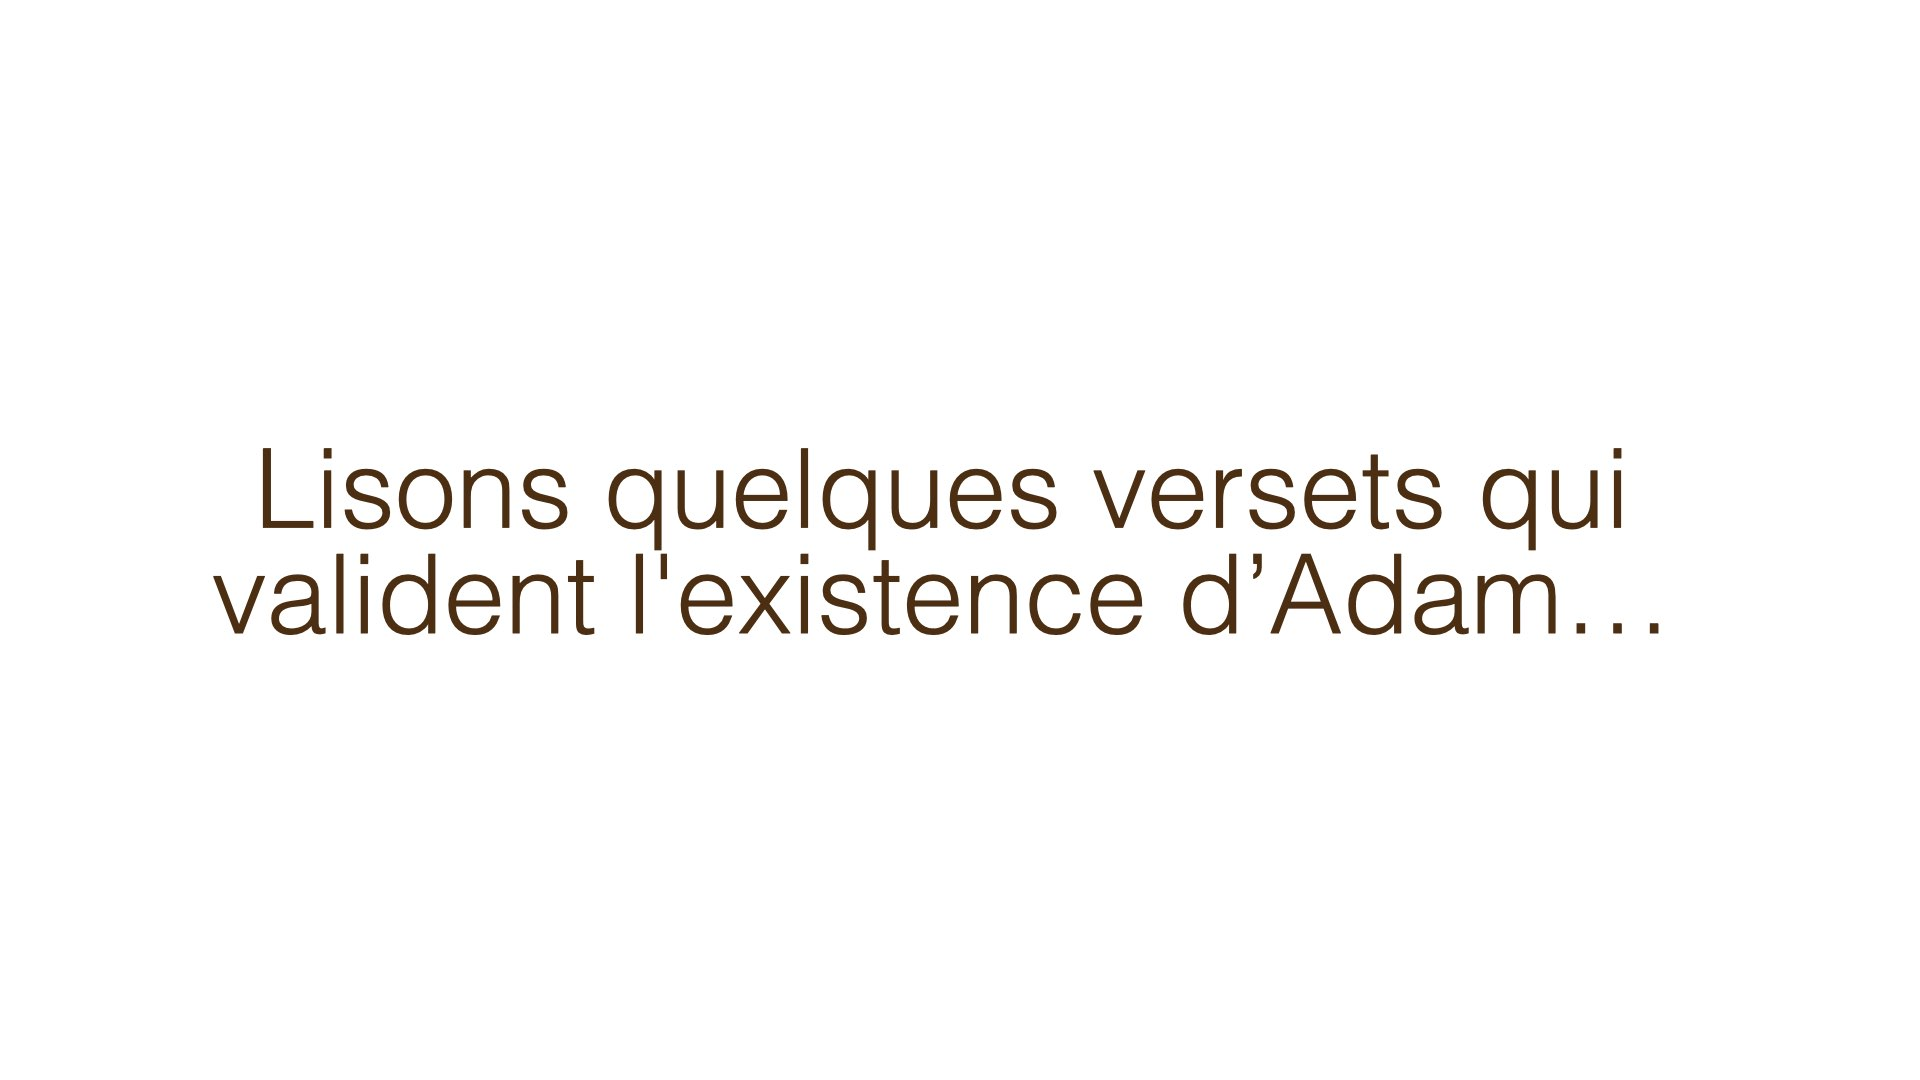 Lisons quelques versets qui
valident l'existence d’Adam…